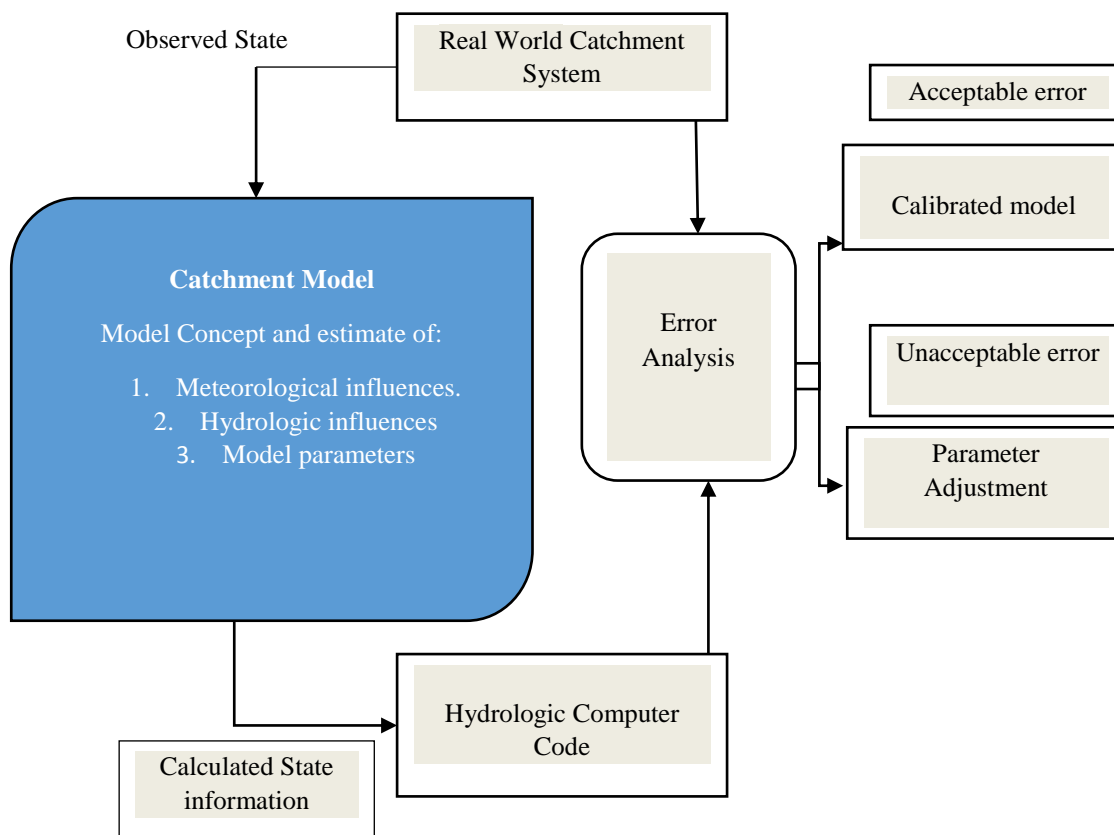 Observed State
Real World Catchment
System
Acceptable error
Calibrated model
Catchment Model
Model Concept and estimate of:
1. Meteorological influences.
2. Hydrologic influences
3. Model parameters
Error
Analysis
Unacceptable error
Parameter
Adjustment
Hydrologic Computer
Code
Calculated State
information